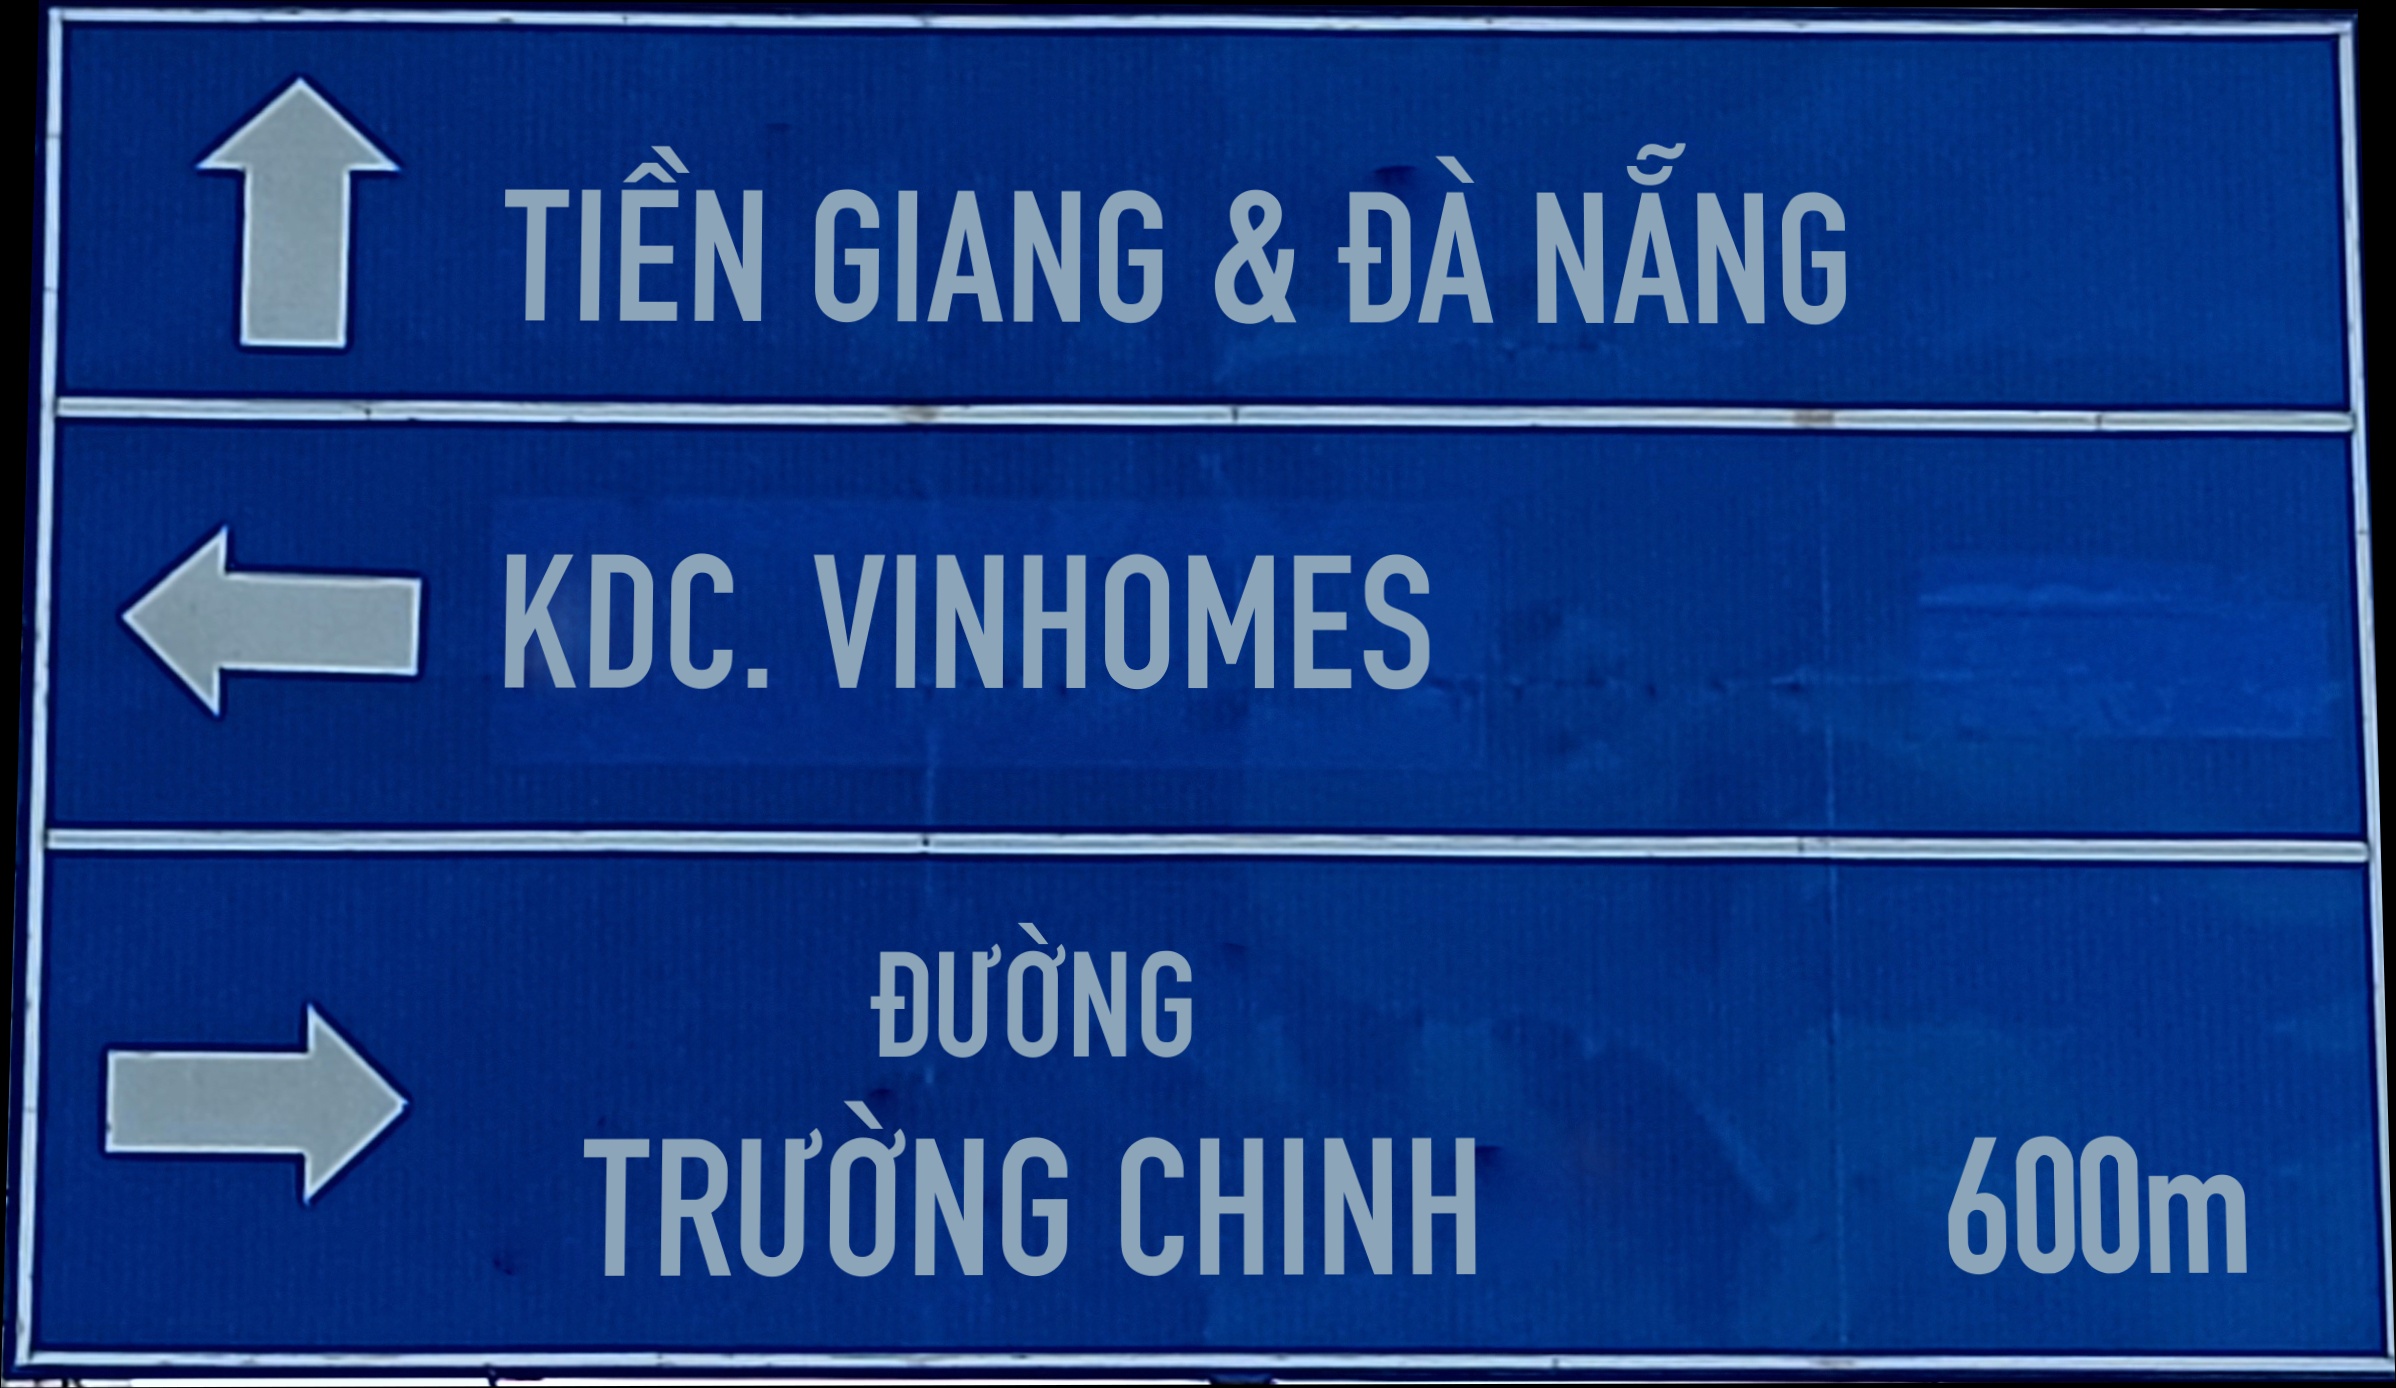 TIỀN GIANG & ĐÀ NẴNG
KDC. VINHOMES
ĐƯỜNG
TRƯỜNG CHINH 600m